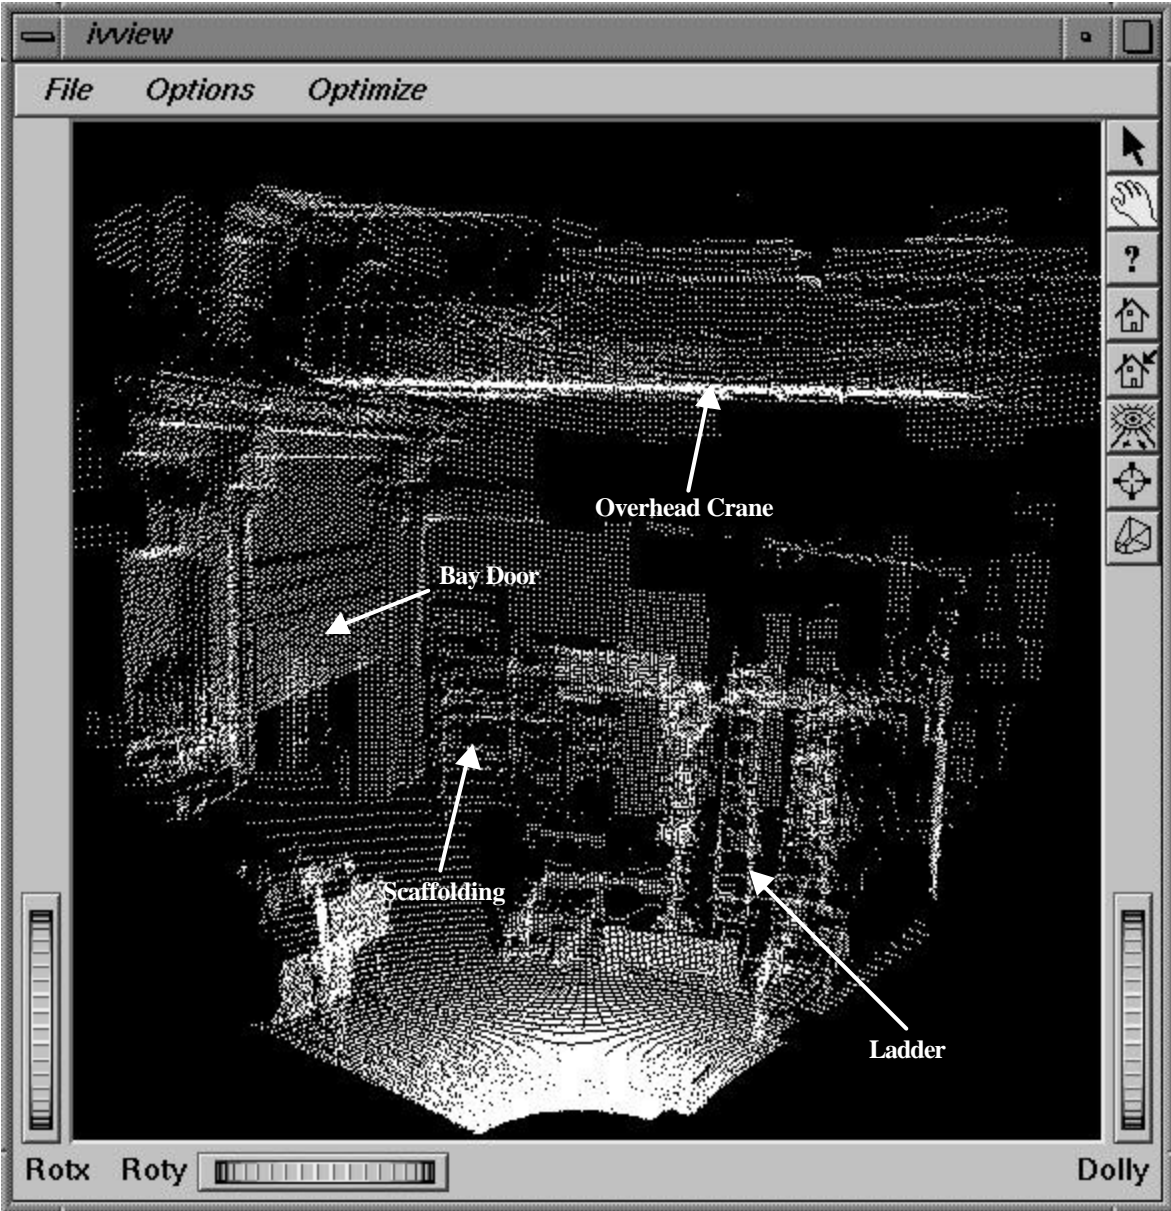 ivview
File Options Optimize
?
Overhead Crane
Bay Door
Scaffolding
Ladder
Rotx Roty Dolly